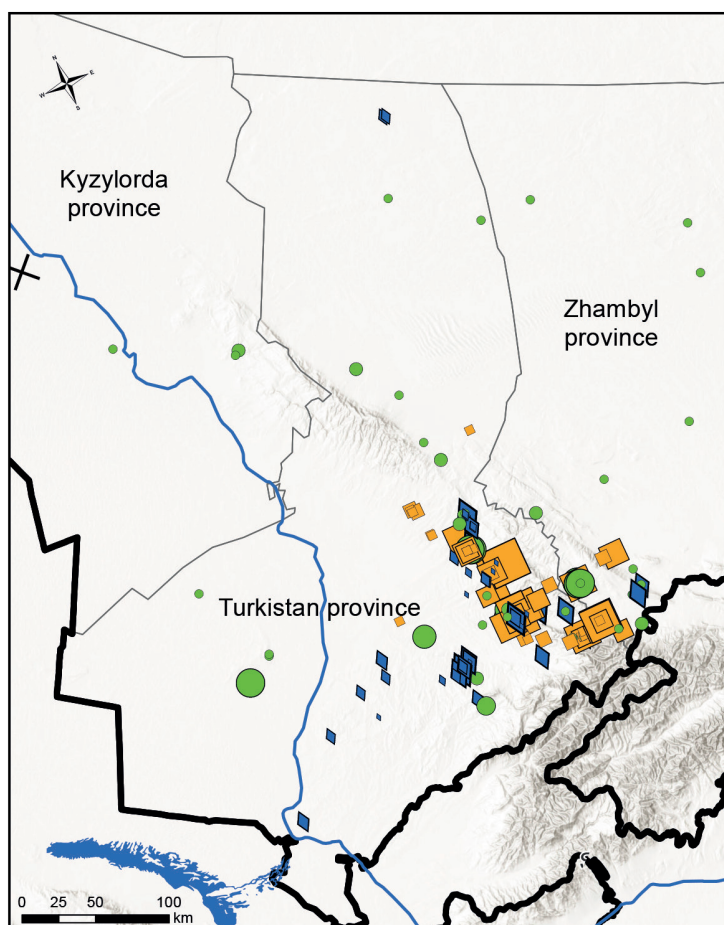 N
W E
S
Kyzylorda
province
Zhambyl
province
Turkistan province
0 25 50 100
km